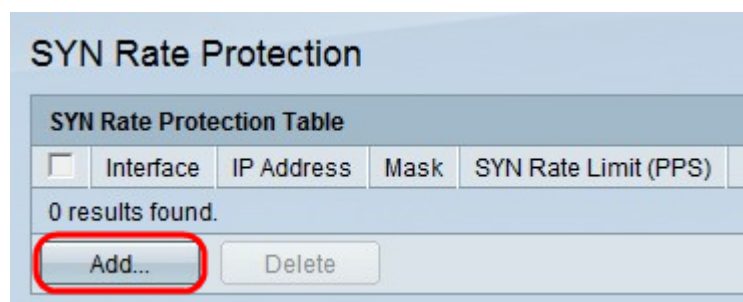 SYN Rate Protection
SYN Rate Protection Table
Interface IP Address Mask SYN Rate Limit (PPS)
0 results found.
Add... Delete